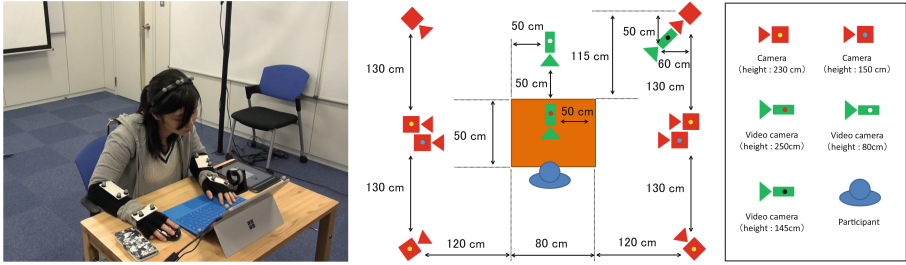 50 cm
50 cm
115 cm
60 cm
130 cm
130 cm
50 cm
50 cm
50 cm
130 cm
130 cm
120 cm
80 cm
120 cm
Camera
(height : 230 cm)
Camera
(height : 150 cm)
Video camera
(height : 250cm)
Video camera
(height : 80cm)
Video camera
(height : 145cm)
Participant